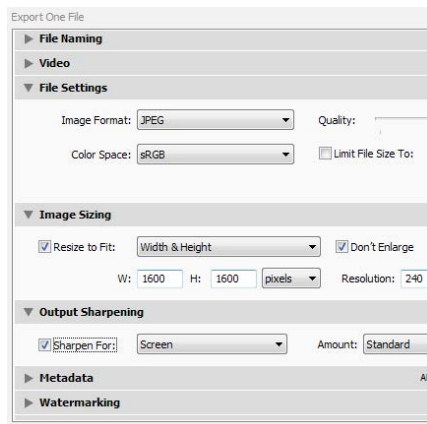 Export One File
File Naming
Video
File Settings
Image Format: JPEG Quality:
Color Space: sRGB Limit File Size To:
Image Sizing
Resize to Fit: Width & Height Don't Enlarge
W: 1600 H: 1600 pixels Resolution: 240
Output Sharpening
Sharpen For: Screen Amount: Standard
Metadata
Watermarking